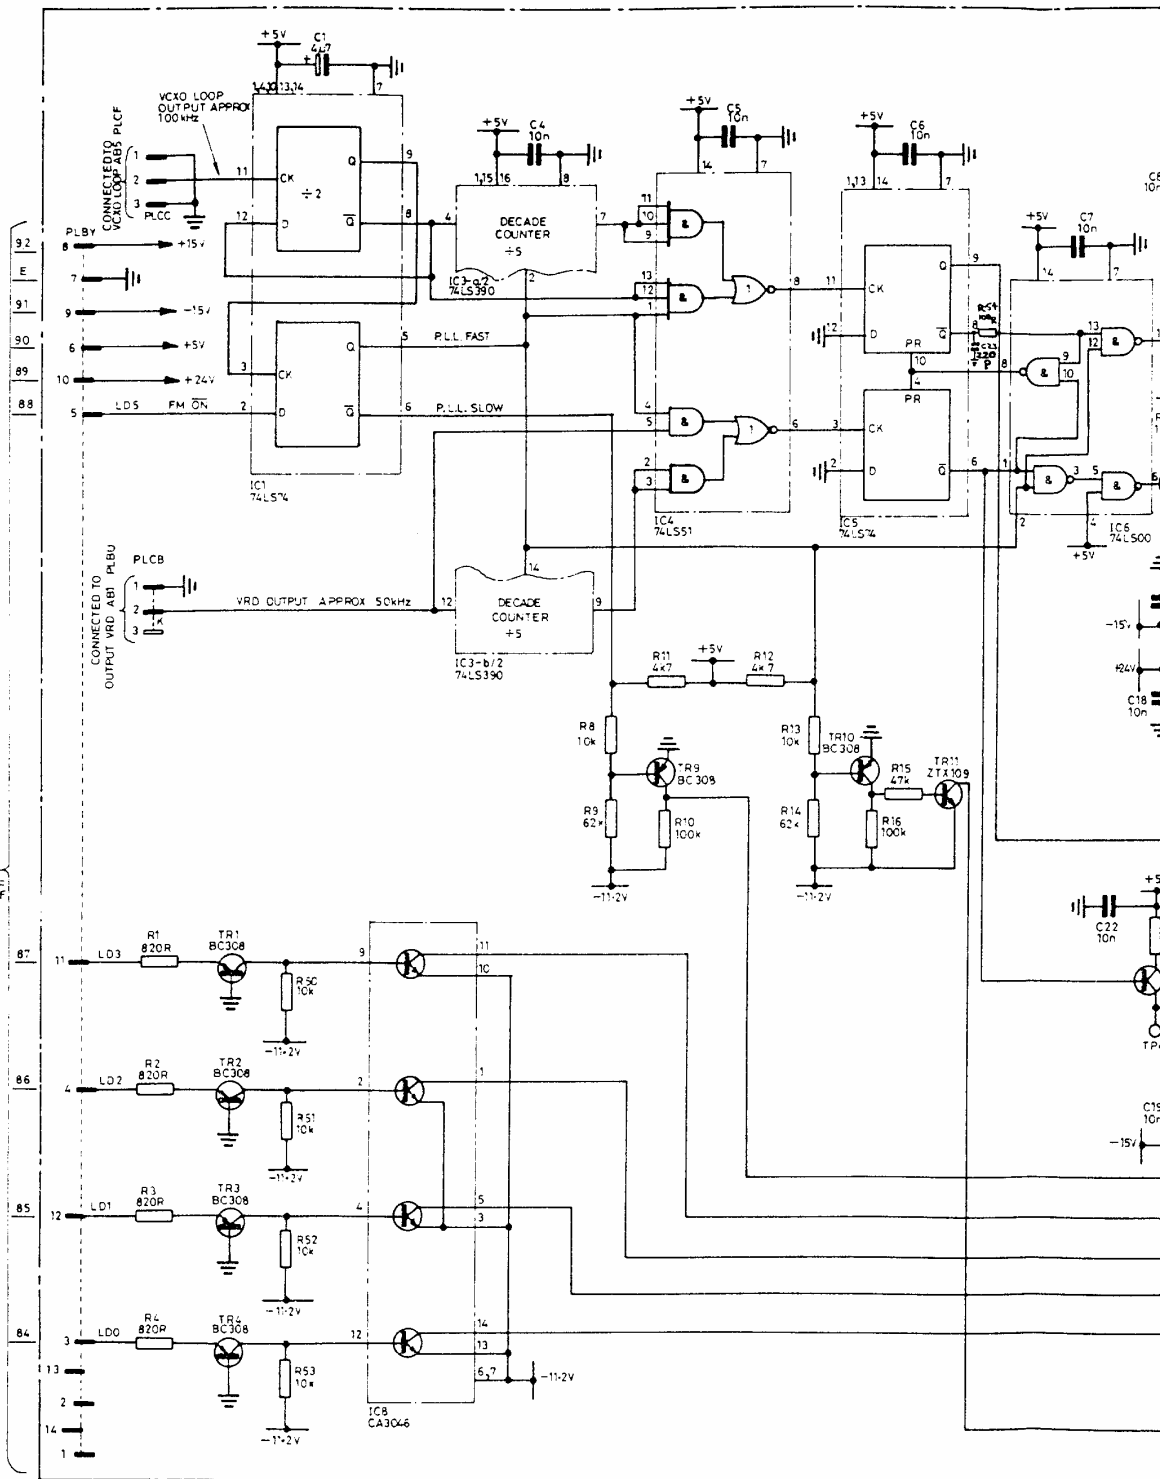 +5V
C1
4µ7
1,4,10,13,14
7
VCXO LOOP
OUTPUT APPROX
100kHz
CONNECTED TO
VCXO LOOP AB5 PLCF
1
2
3
PLCC
11
CK
÷2
Q
9
12
D
Q
8
3
CK
Q
5
P.L.L. FAST
2
D
Q
6
P.L.L. SLOW
IC1
74LS74
92
PLBY
8
+15V
E
7
91
9
-15V
90
6
+5V
89
10
+24V
88
5
LD5
FM ON
+5V
C4
10n
1,15
16
8
4
DECADE
COUNTER
÷5
7
IC3-a/2
74LS390
2
+5V
C5
10n
14
7
11
10
9
&
13
12
1
&
1
8
4
5
&
1
6
2
3
&
IC4
74LS51
+5V
C6
10n
1,13
14
7
11
CK
Q
9
12
D
Q
8
PR
10
4
PR
3
CK
2
D
Q
6
IC5
74LS74
R54
C23
220
P
+5V
C7
10n
14
7
13
12
&
8
9
10
&
1
&
3
5
&
6
2
4
+5V
IC6
74LS00
CONNECTED TO
OUTPUT VRD AB1 PLBU
PLCB
1
2
K
3
VRD OUTPUT APPROX 50kHz
14
12
DECADE
COUNTER
÷5
9
IC3-b/2
74LS390
R11
4k7
+5V
R12
4k7
-15V
+24V
C18
10n
R8
10k
TR9
BC308
R9
62k
R10
100k
-11·2V
R13
10k
TR10
BC308
R15
47k
TR11
ZTX109
R14
62k
R16
100k
-11·2V
C22
10n
87
11
LD3
R1
820R
TR1
BC308
R50
10k
-11·2V
9
11
10
86
4
LD2
R2
820R
TR2
BC308
R51
10k
-11·2V
2
1
C19
10n
-15V
85
12
LD1
R3
820R
TR3
BC308
R52
10k
-11·2V
4
5
3
84
3
LD0
R4
820R
TR4
BC308
R53
10k
-11·2V
12
14
13
6,7
-11·2V
IC8
CA3046
13
2
14
1